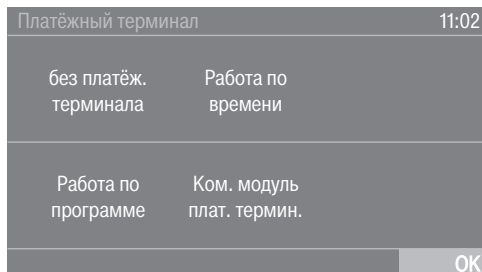 Платёжный терминал 11:02
без платёж. Работа по
терминала времени
Работа по Ком. модуль
программе плат. термин.
OK